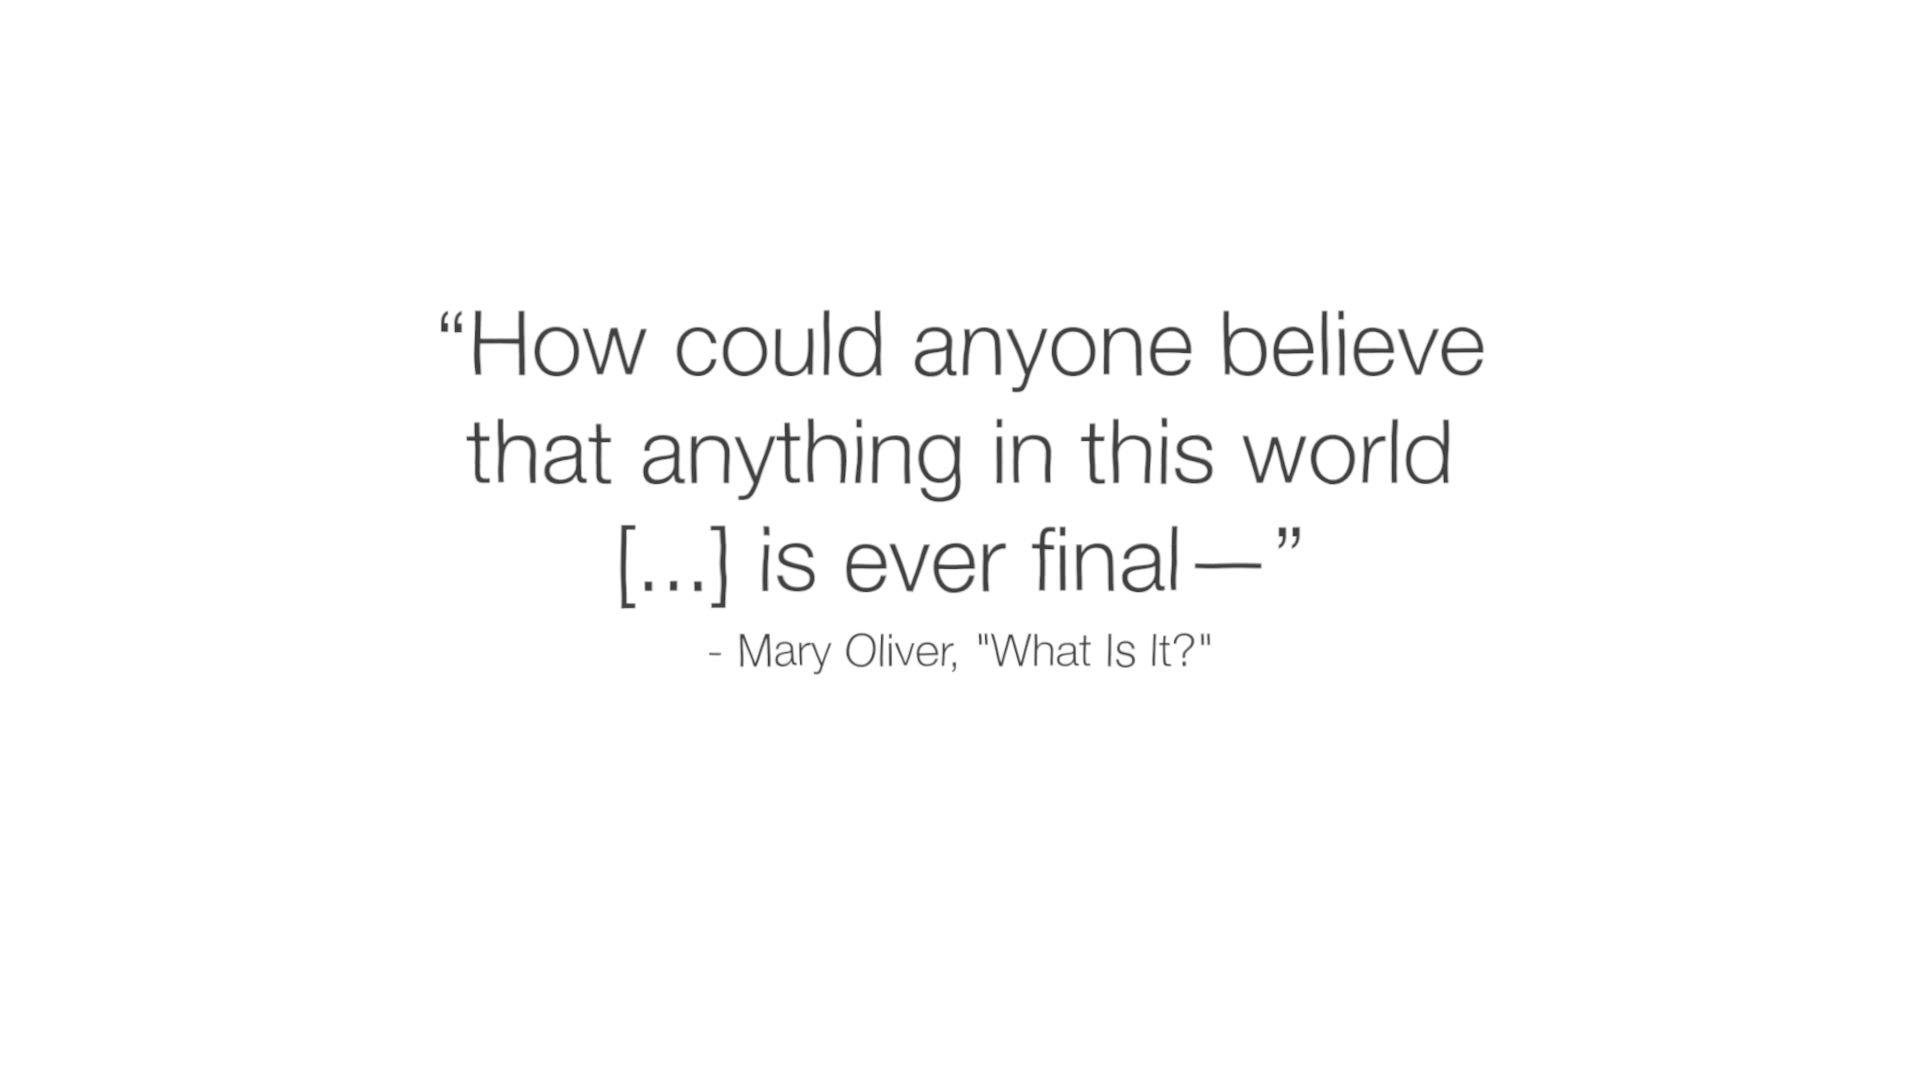 “How could anyone believe
that anything in this world
[...] is ever final—”
- Mary Oliver, "What Is It?"